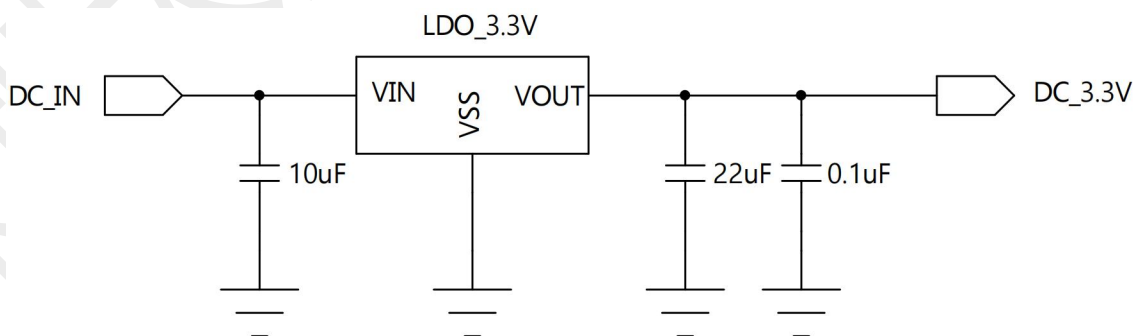 LDO_3.3V
DC_IN
VIN
VSS
VOUT
DC_3.3V
10uF
22uF
0.1uF